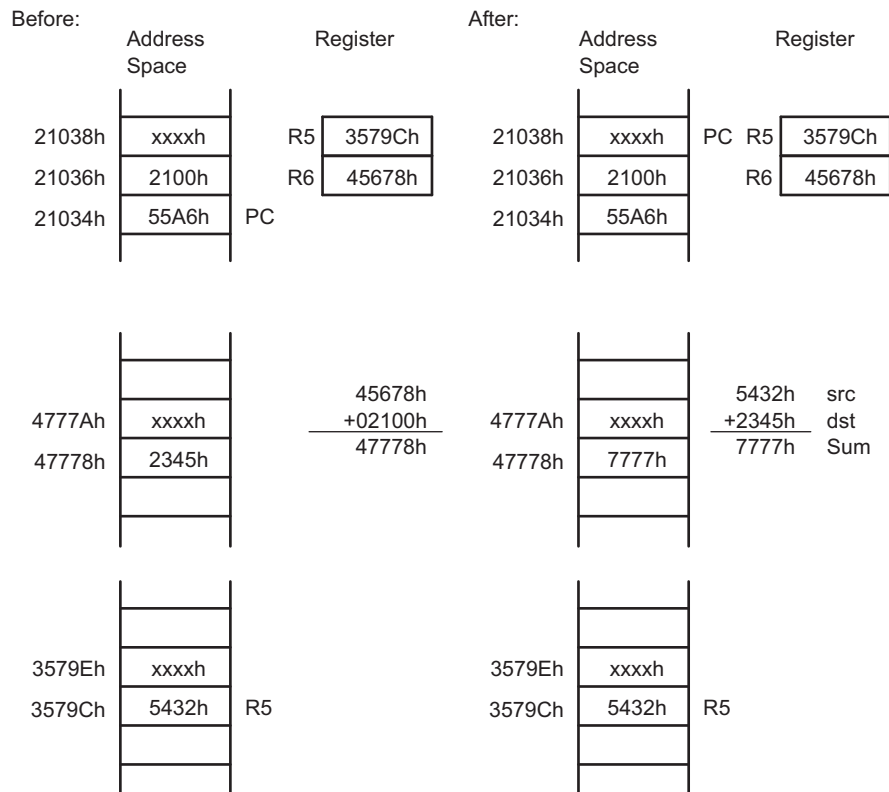 Before:
Address Space
Register
21038h xxxxh R5 3579Ch
21036h 2100h R6 45678h
21034h 55A6h PC
45678h
4777Ah xxxxh +02100h
47778h 2345h 47778h
3579Eh xxxxh
3579Ch 5432h R5
After:
Address Space
Register
21038h xxxxh PC R5 3579Ch
21036h 2100h R6 45678h
21034h 55A6h
5432h src
4777Ah xxxxh +2345h dst
47778h 7777h 7777h Sum
3579Eh xxxxh
3579Ch 5432h R5